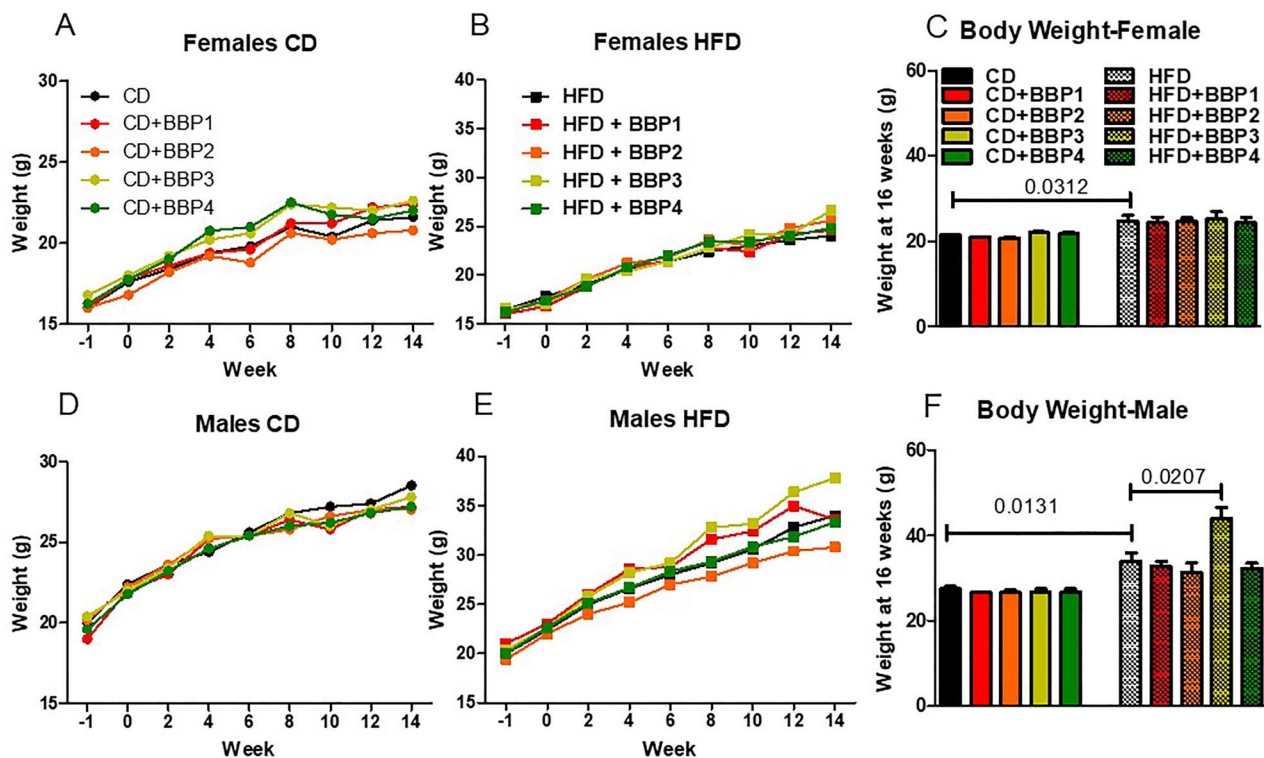 A
Females CD
Weight (g)
30
25
20
15
CD
CD+BBP1
CD+BBP2
CD+BBP3
CD+BBP4
-1 0 2 4 6 8 10 12 14
Week
B
Females HFD
Weight (g)
40
35
30
25
20
15
HFD
HFD + BBP1
HFD + BBP2
HFD + BBP3
HFD + BBP4
-1 0 2 4 6 8 10 12 14
Week
C
Body Weight-Female
Weight at 16 weeks (g)
60
40
20
0
CD
CD+BBP1
CD+BBP2
CD+BBP3
CD+BBP4
HFD
HFD+BBP1
HFD+BBP2
HFD+BBP3
HFD+BBP4
0.0312
D
Males CD
Weight (g)
30
25
20
15
-1 0 2 4 6 8 10 12 14
Week
E
Males HFD
Weight (g)
40
35
30
25
20
15
-1 0 2 4 6 8 10 12 14
Week
F
Body Weight-Male
Weight at 16 weeks (g)
60
40
20
0
0.0131
0.0207